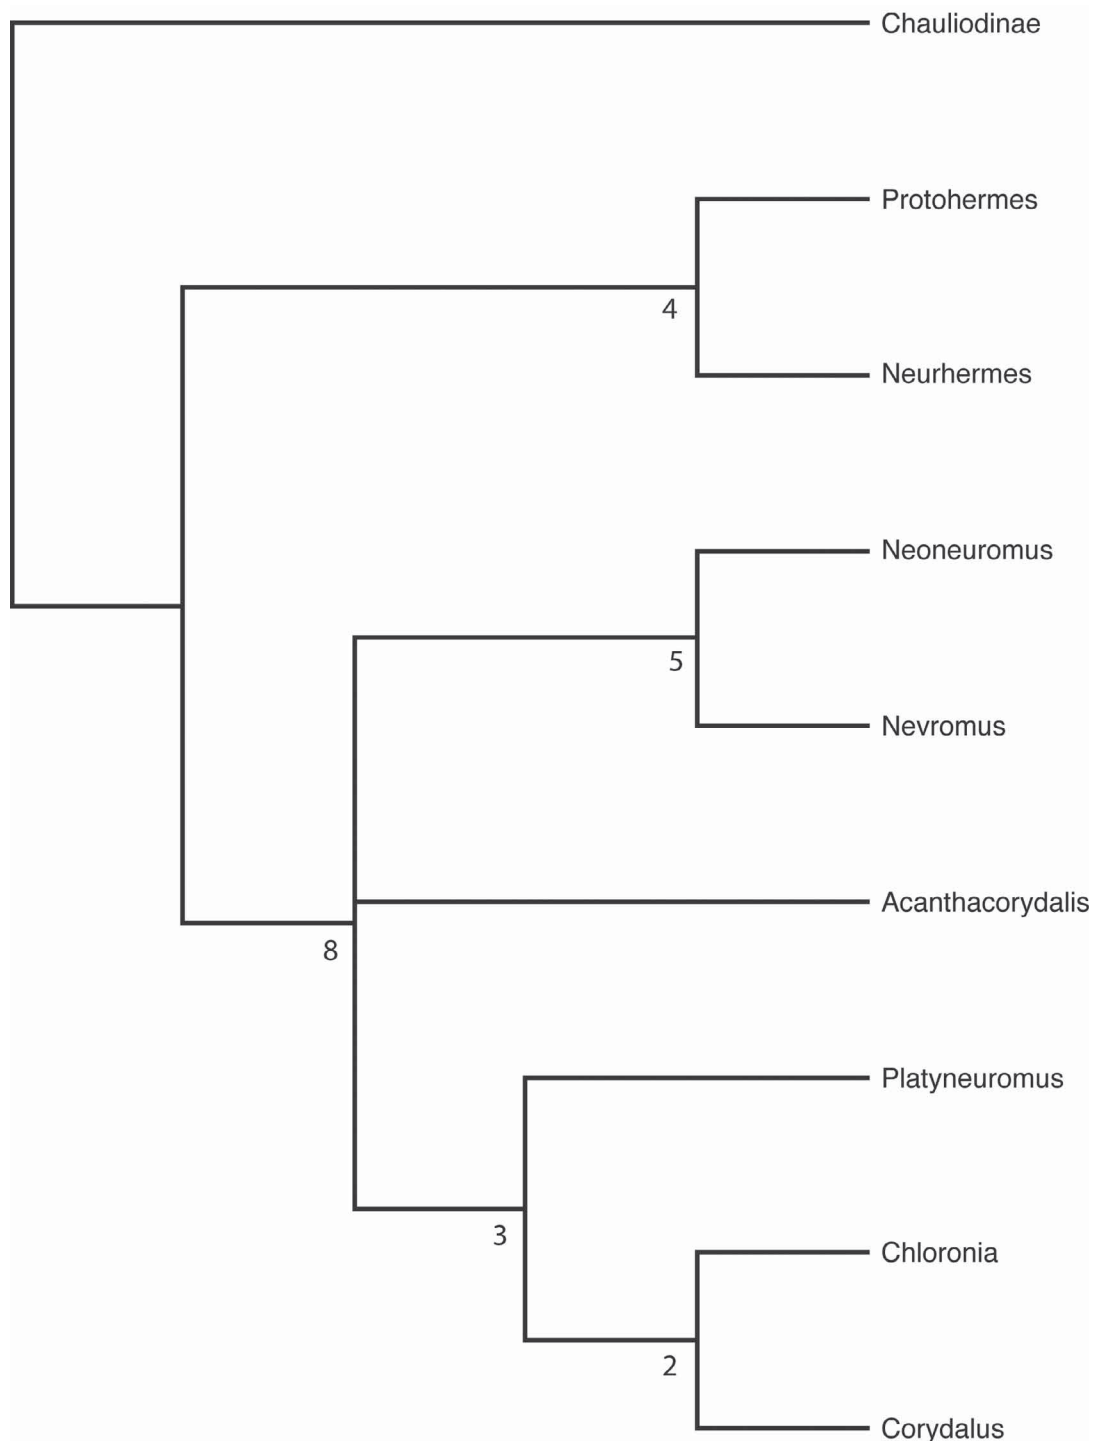 Chauliodinae
Protohermes
4
Neurhermes
Neoneuromus
5
Nevromus
Acanthacorydalis
8
Platyneuromus
3
Chloronia
2
Corydalus